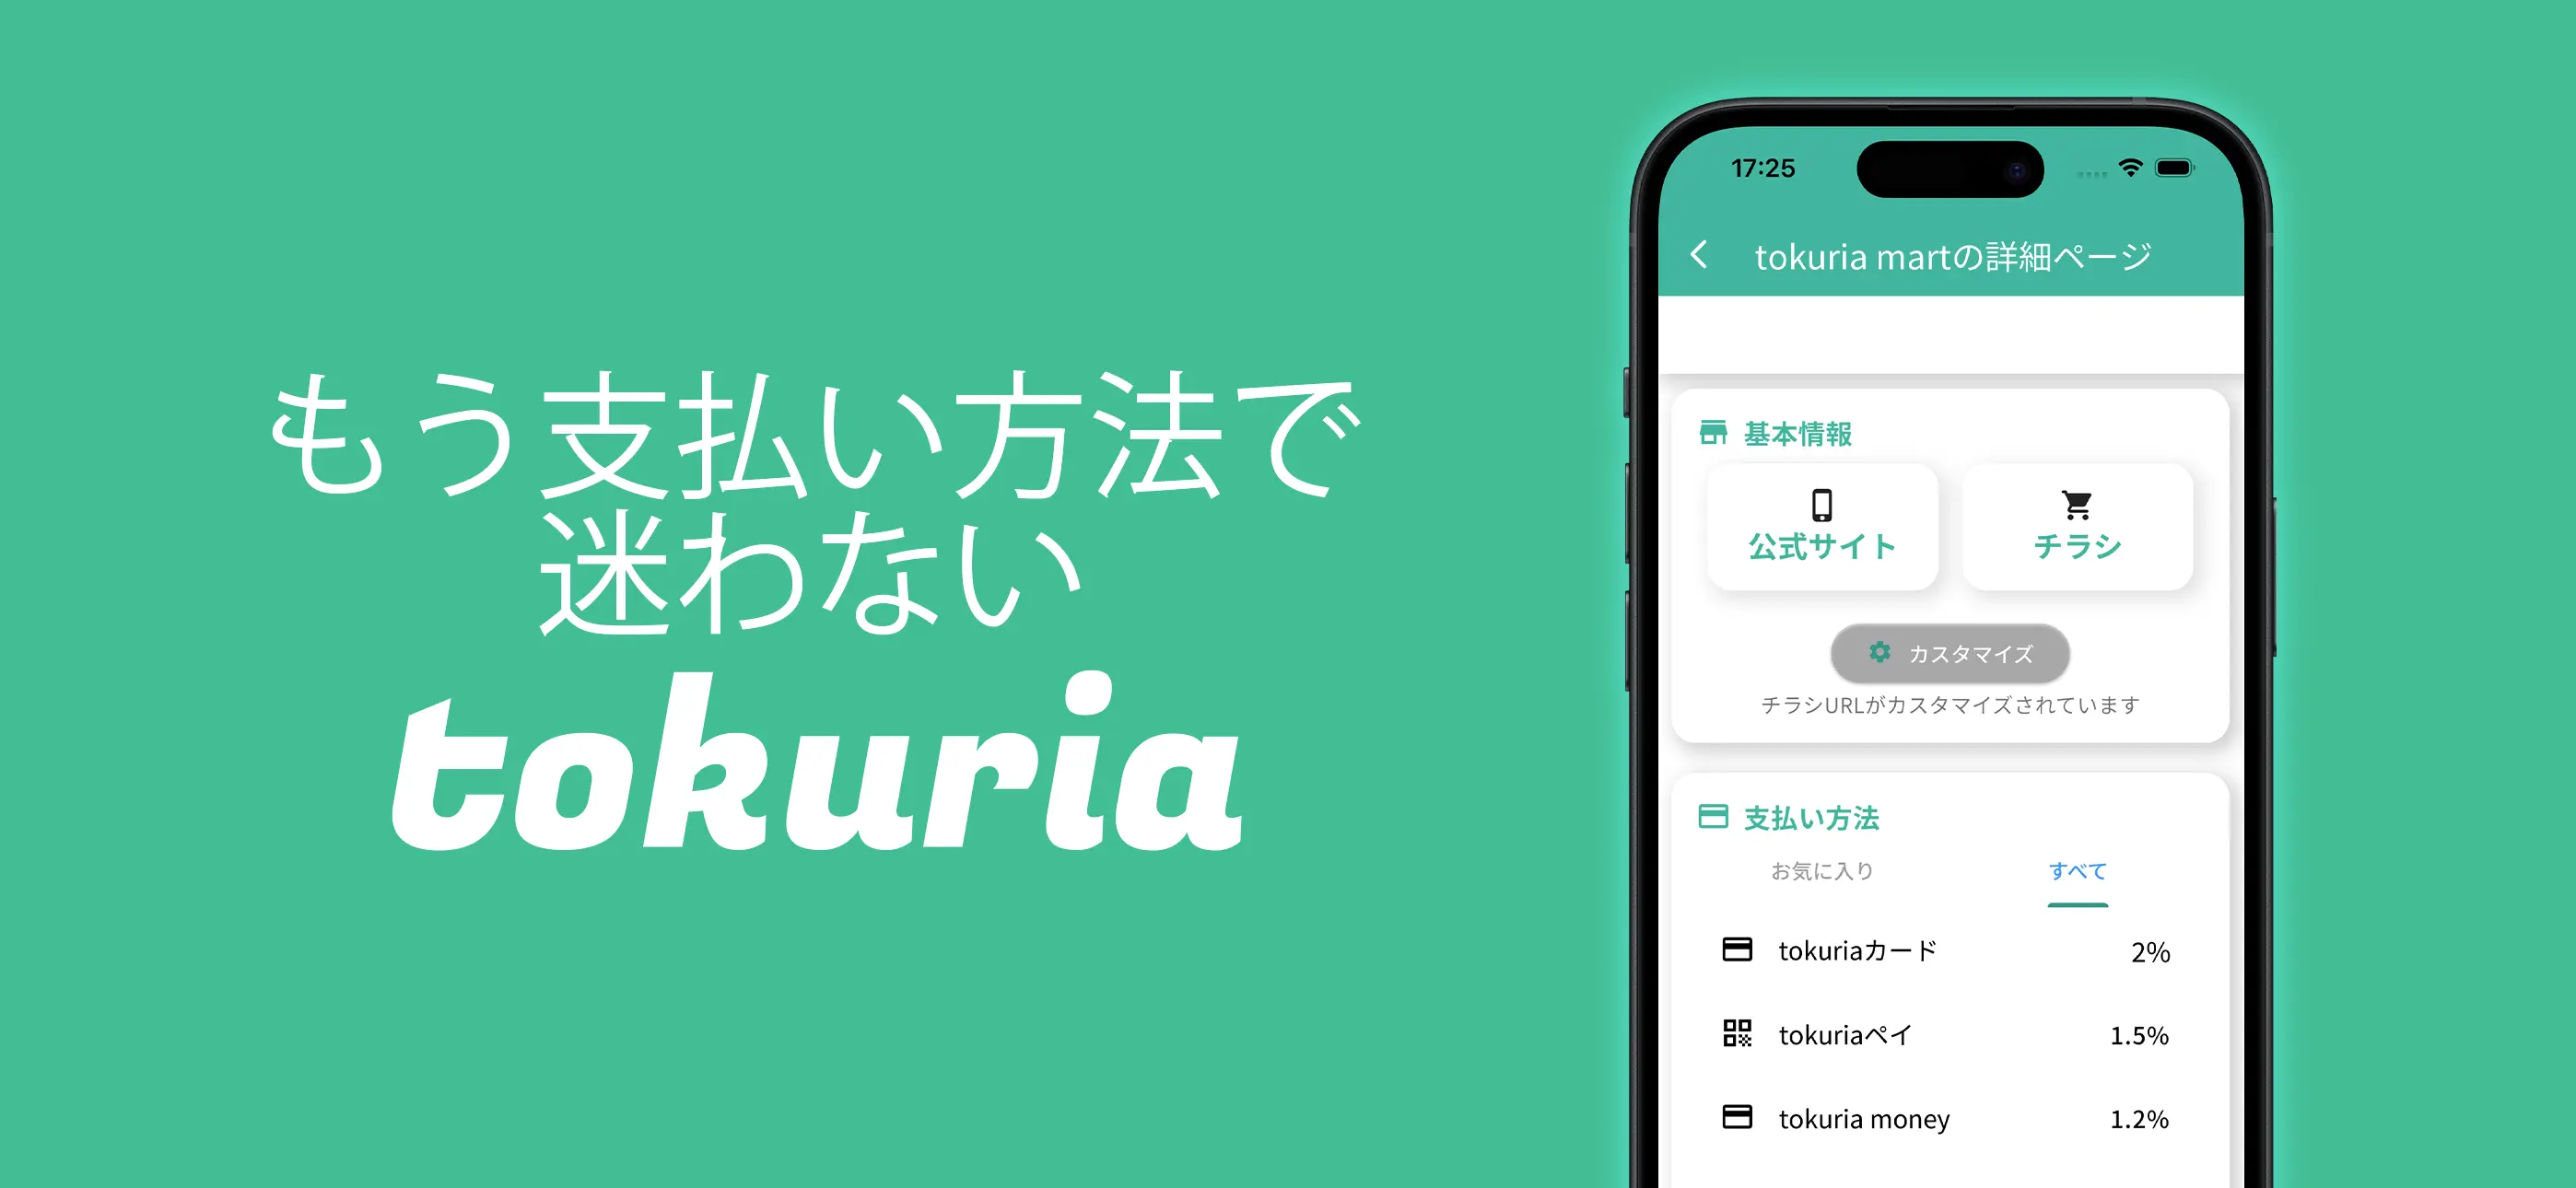 もう支払い方法で
迷わない
tokuria
17:25
tokuria martの詳細ページ
基本情報
公式サイト
チラシ
カスタマイズ
チラシURLがカスタマイズされています
支払い方法
お気に入り
すべて
tokuriaカード 2%
tokuriaペイ 1.5%
tokuria money 1.2%